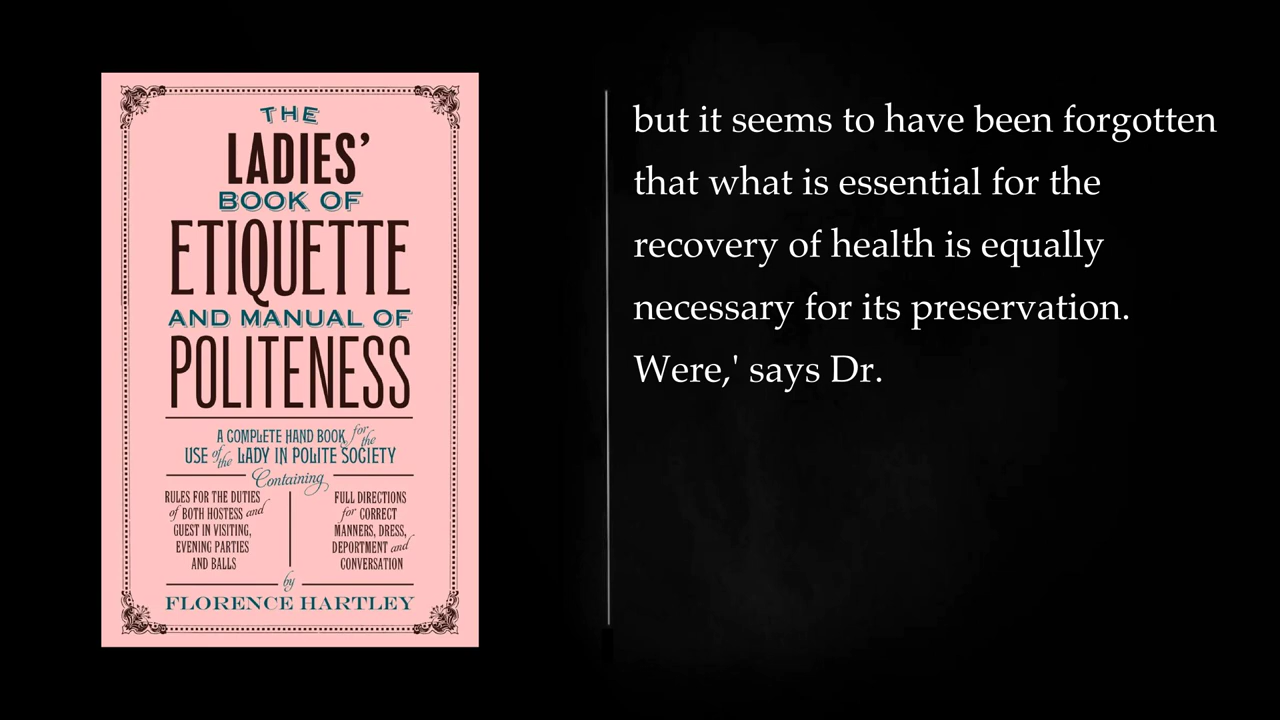 THE
LADIES’
BOOK OF
ETIQUETTE
AND MANUAL OF
POLITENESS
A COMPLETE HAND BOOK for the
USE of the LADY IN POLITE SOCIETY
Containing
RULES FOR THE DUTIES
of BOTH HOSTESS and
GUEST IN VISITING,
EVENING PARTIES
AND BALLS
FULL DIRECTIONS
for CORRECT
MANNERS, DRESS,
DEPORTMENT and
CONVERSATION
by
FLORENCE HARTLEY
but it seems to have been forgotten
that what is essential for the
recovery of health is equally
necessary for its preservation.
Were,' says Dr.